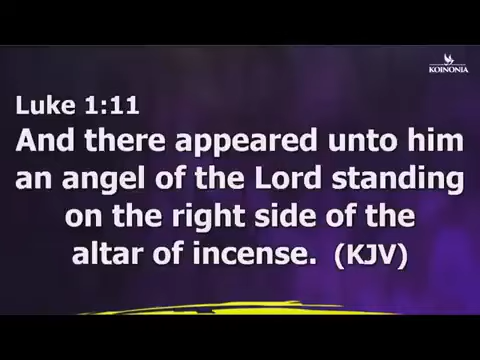 KOINONIA
Luke 1:11
And there appeared unto him
an angel of the Lord standing
on the right side of the
altar of incense. (KJV)